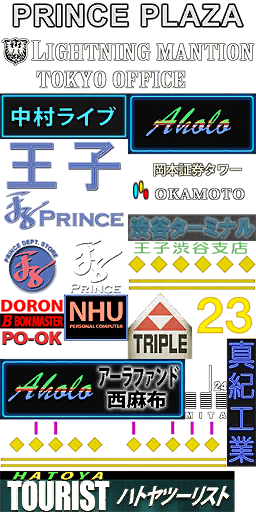 PRINCE PLAZA
LIGHTNING MANTION
TOKYO OFFICE
中村ライブ
Aholo
王子
岡本証券タワー
OKAMOTO
PRINCE
渋谷ターミナル
王子渋谷支店
PRINCE DEPT. STORE
PRINCE
DORON
B BON MASTER
PO-OK
NHU
PERSONAL COMPUTER
TRIPLE
23
真紀工業
Aholo
アーラファンド
西麻布
24
MITA
HATOYA
TOURIST ハトヤツーリスト